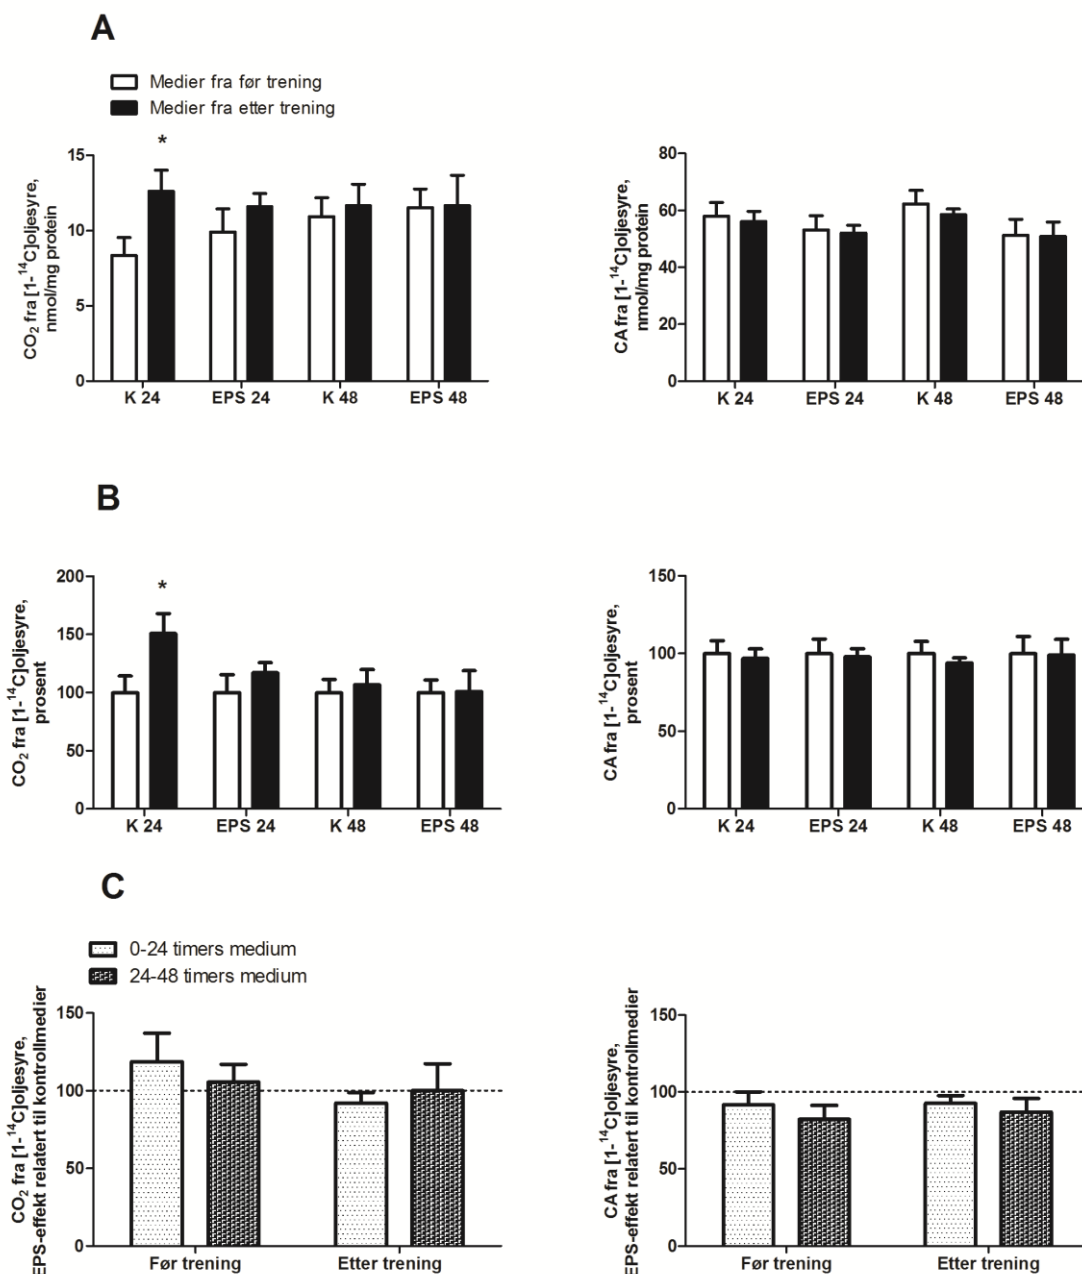 A
Medier fra før trening
Medier fra etter trening
*
15
10
5
0
CO₂ fra [1-¹⁴C]oljesyre,
nmol/mg protein
K 24 EPS 24 K 48 EPS 48
80
60
40
20
0
CA fra [1-¹⁴C]oljesyre,
nmol/mg protein
K 24 EPS 24 K 48 EPS 48
B
*
200
150
100
50
0
CO₂ fra [1-¹⁴C]oljesyre,
prosent
K 24 EPS 24 K 48 EPS 48
150
100
50
0
CA fra [1-¹⁴C]oljesyre,
prosent
K 24 EPS 24 K 48 EPS 48
C
0-24 timers medium
24-48 timers medium
150
100
50
0
CO₂ fra [1-¹⁴C]oljesyre,
EPS-effekt relatert til kontrollmedier
Før trening Etter trening
150
100
50
0
CA fra [1-¹⁴C]oljesyre,
EPS-effekt relatert til kontrollmedier
Før trening Etter trening